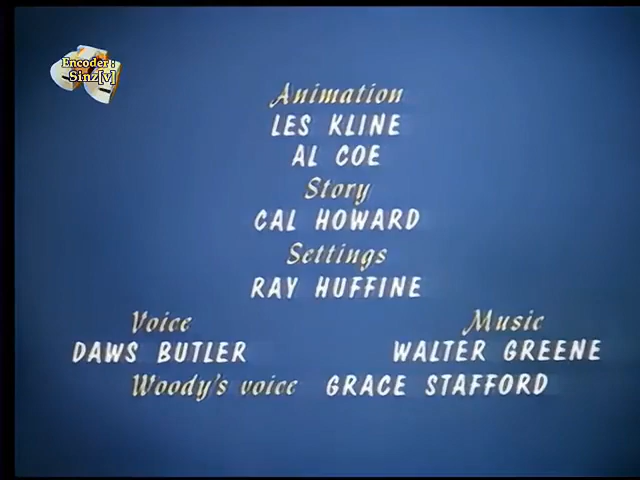 Encoder:
Sinz[v]
Animation
LES KLINE
AL COE
Story
CAL HOWARD
Settings
RAY HUFFINE
Voice Music
DAWS BUTLER WALTER GREENE
Woody's voice GRACE STAFFORD